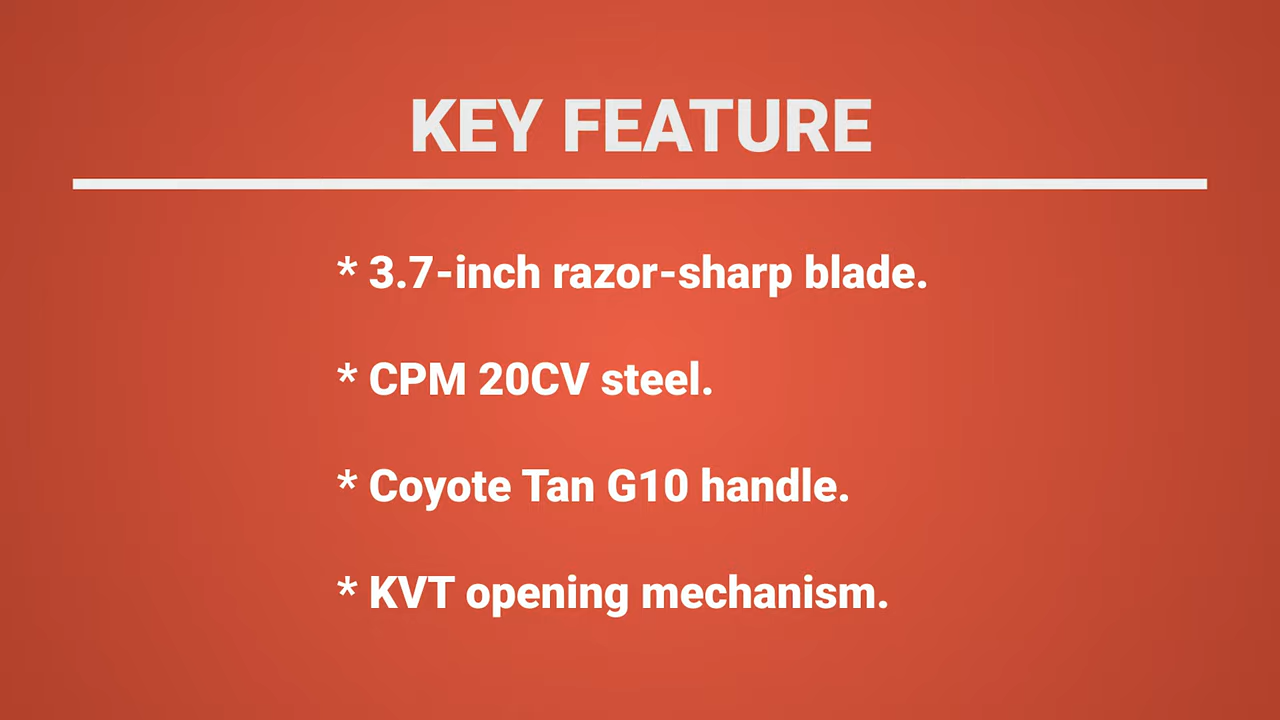 KEY FEATURE
* 3.7-inch razor-sharp blade.
* CPM 20CV steel.
* Coyote Tan G10 handle.
* KVT opening mechanism.